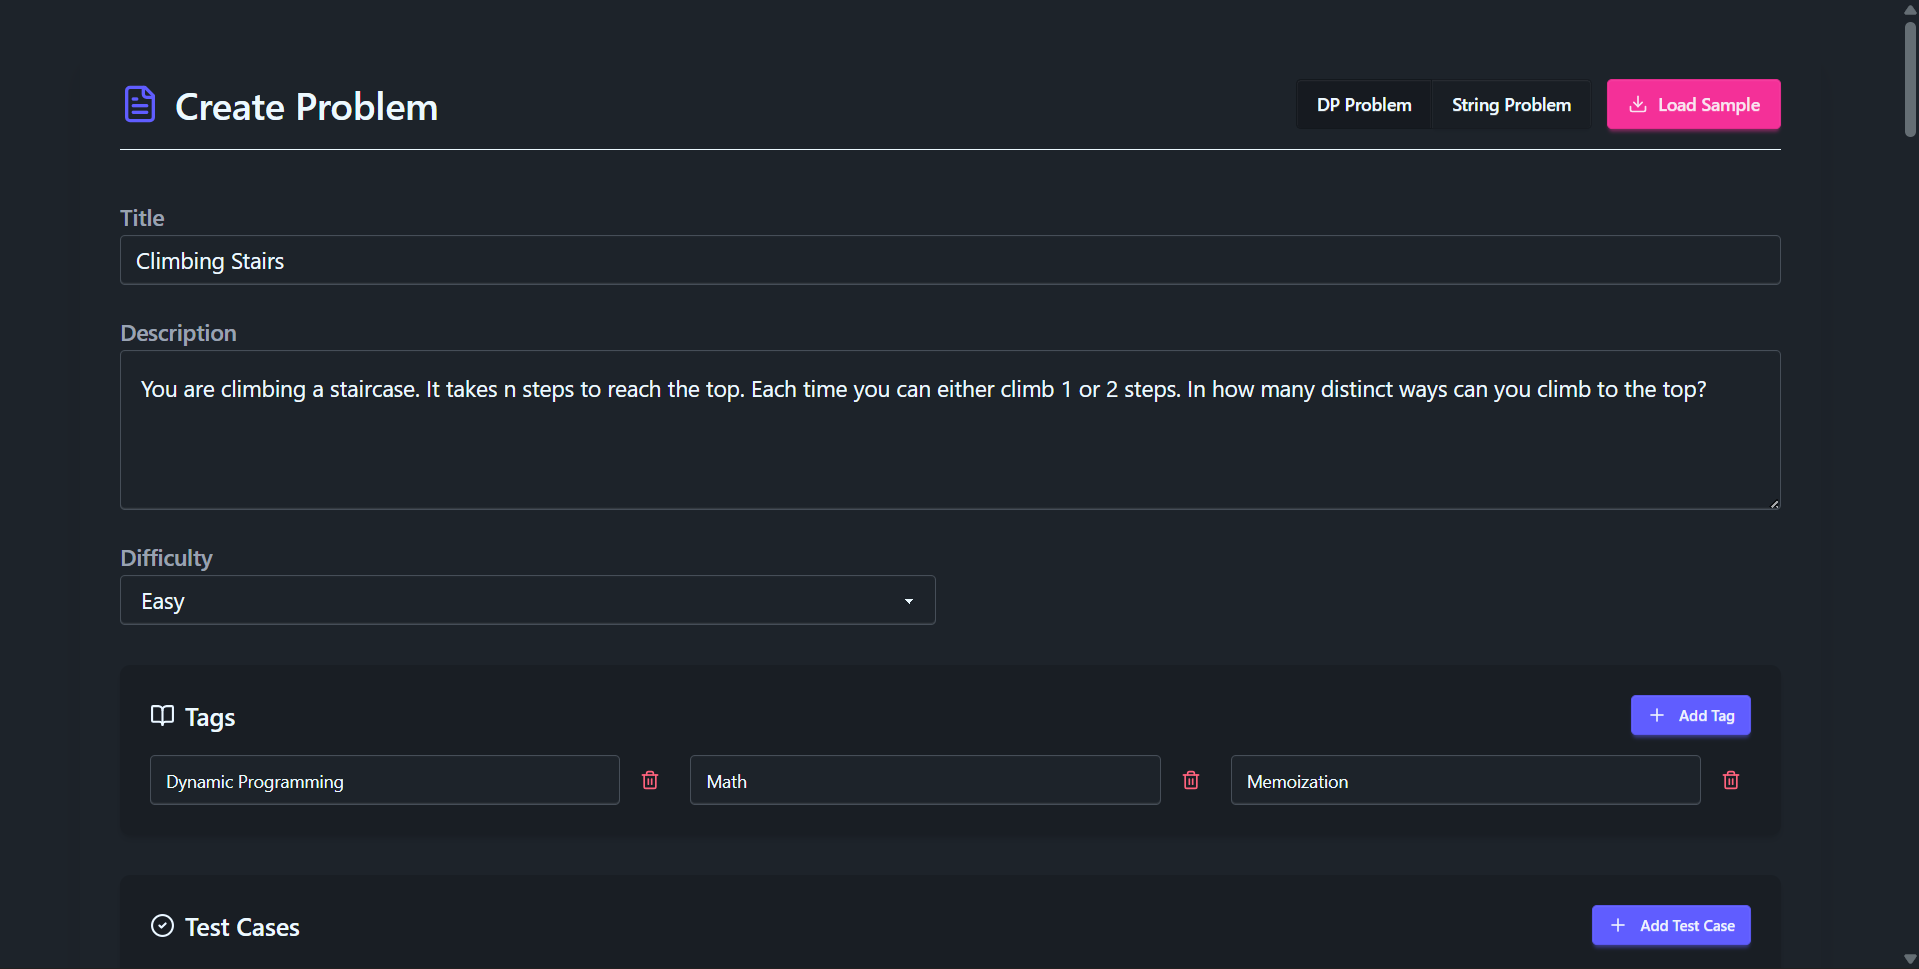 Create Problem
DP Problem
String Problem
Load Sample
Title
Climbing Stairs
Description
You are climbing a staircase. It takes n steps to reach the top. Each time you can either climb 1 or 2 steps. In how many distinct ways can you climb to the top?
Difficulty
Easy
Tags
Add Tag
Dynamic Programming
Math
Memoization
Test Cases
Add Test Case